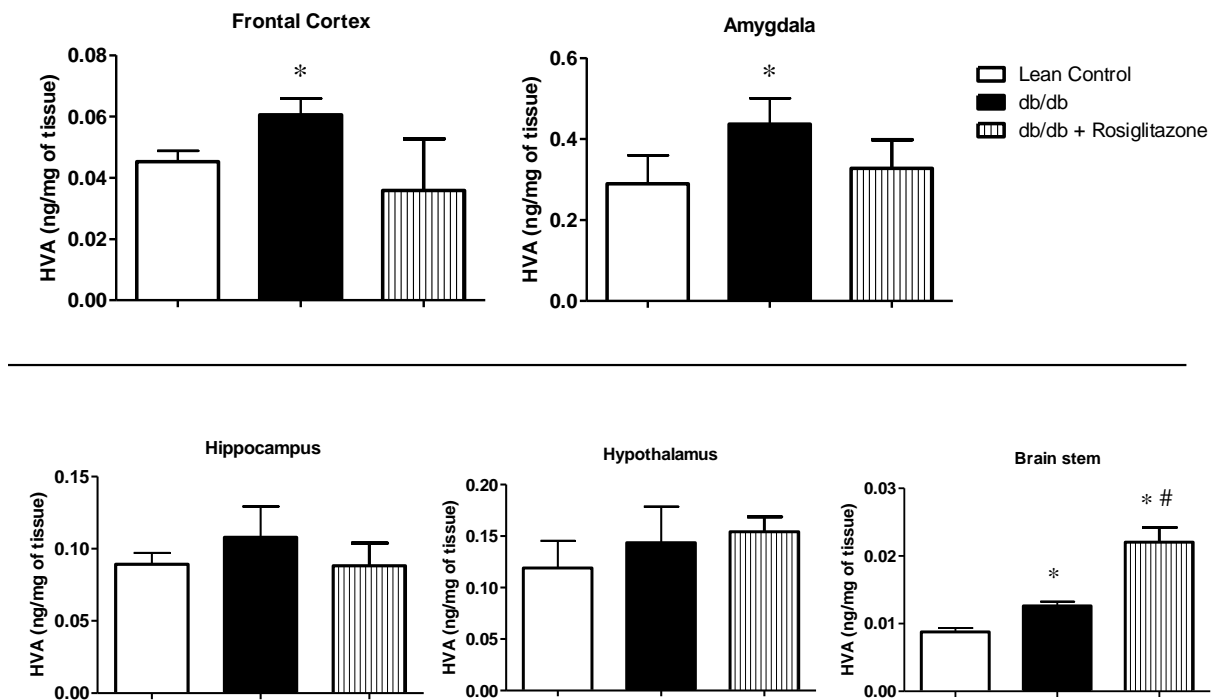 Frontal Cortex
HVA (ng/mg of tissue)
0.08
0.06
0.04
0.02
0.00
*
Amygdala
HVA (ng/mg of tissue)
0.6
0.4
0.2
0.0
*
Lean Control
db/db
db/db + Rosiglitazone
Hippocampus
HVA (ng/mg of tissue)
0.15
0.10
0.05
0.00
Hypothalamus
HVA (ng/mg of tissue)
0.20
0.15
0.10
0.05
0.00
Brain stem
HVA (ng/mg of tissue)
0.03
0.02
0.01
0.00
*
* #